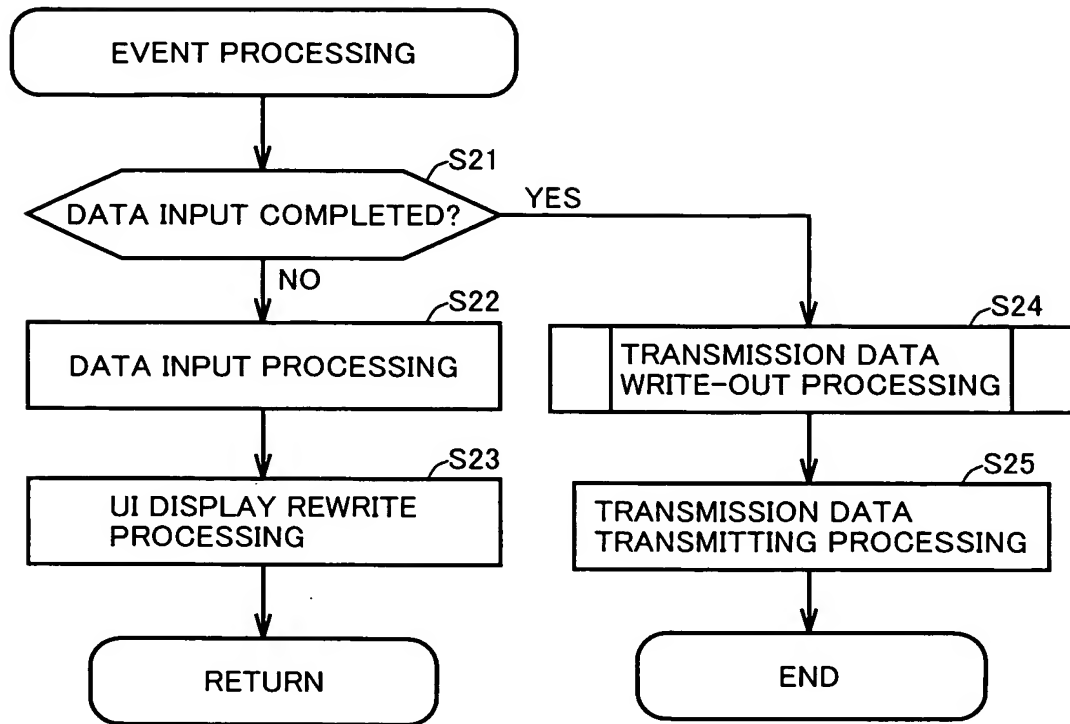 EVENT PROCESSING
S21
DATA INPUT COMPLETED?
YES
NO
S22
DATA INPUT PROCESSING
S23
UI DISPLAY REWRITE
PROCESSING
RETURN
S24
TRANSMISSION DATA
WRITE-OUT PROCESSING
S25
TRANSMISSION DATA
TRANSMITTING PROCESSING
END